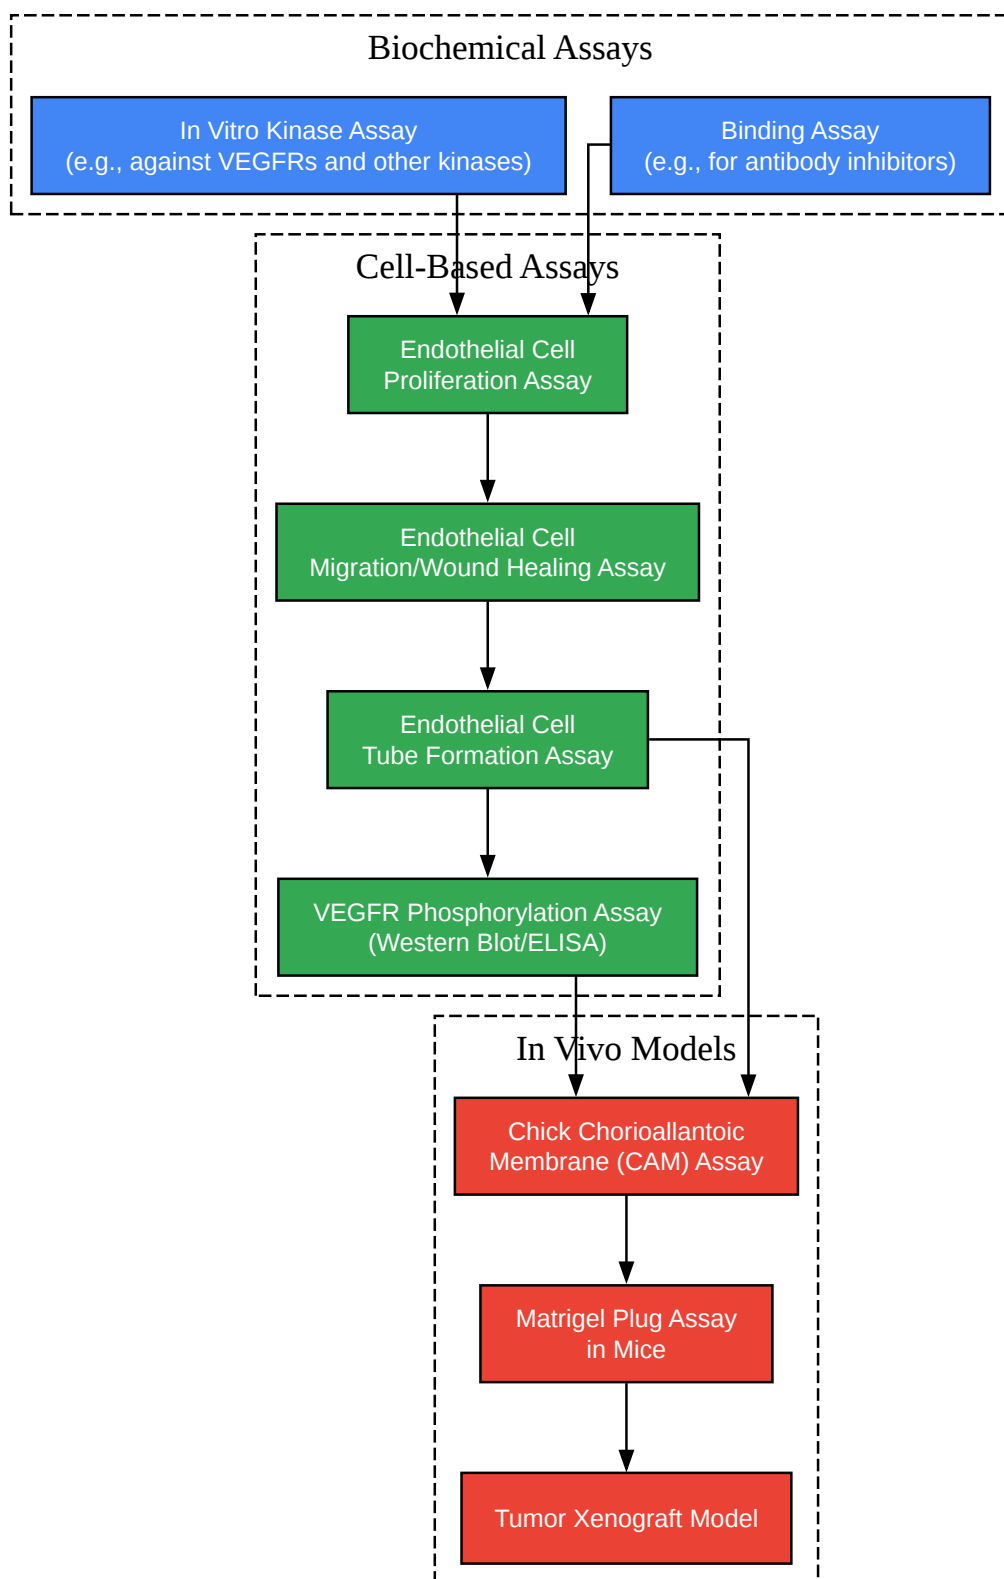 Biochemical Assays
In Vitro Kinase Assay
(e.g., against VEGFRs and other kinases)
Binding Assay
(e.g., for antibody inhibitors)
Cell-Based Assays
Endothelial Cell
Proliferation Assay
Endothelial Cell
Migration/Wound Healing Assay
Endothelial Cell
Tube Formation Assay
VEGFR Phosphorylation Assay
(Western Blot/ELISA)
In Vivo Models
Chick Chorioallantoic
Membrane (CAM) Assay
Matrigel Plug Assay
in Mice
Tumor Xenograft Model